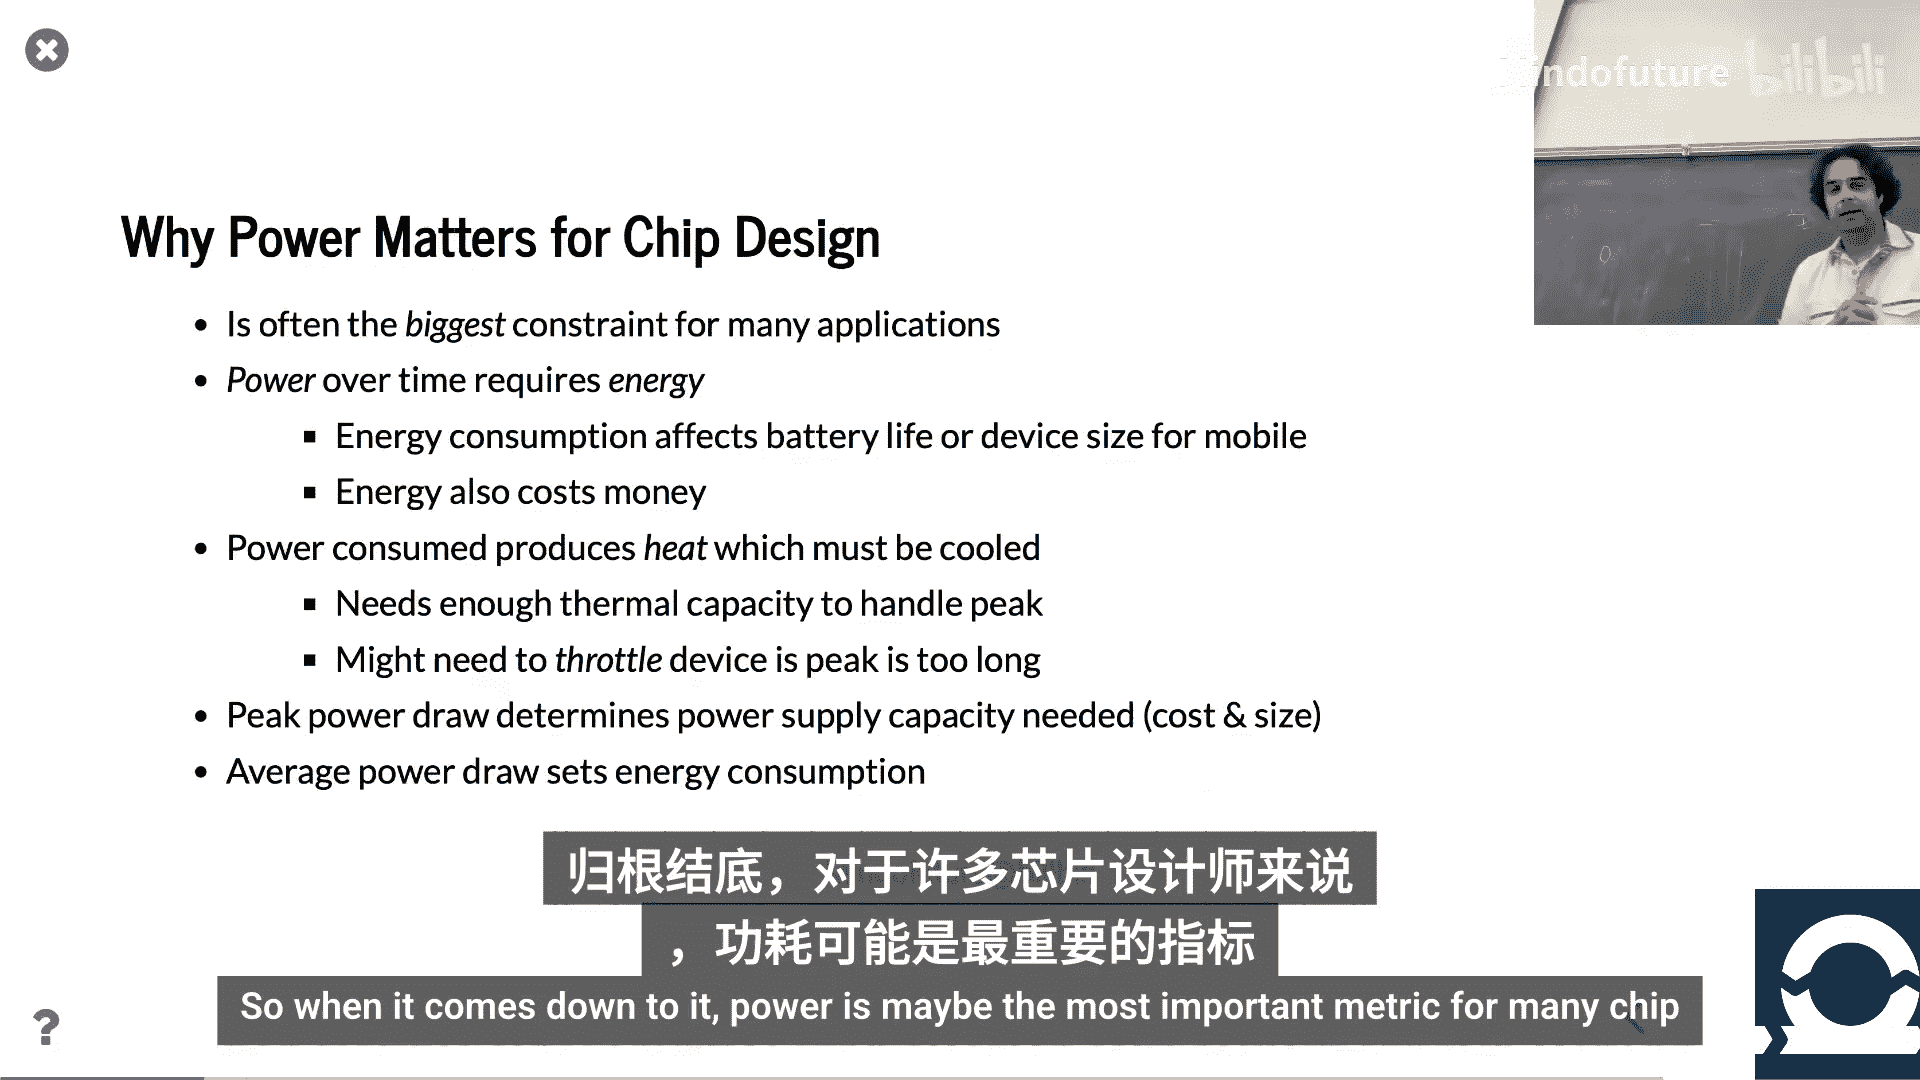 indofuture bilibili
Why Power Matters for Chip Design
• Is often the biggest constraint for many applications
• Power over time requires energy
▪ Energy consumption affects battery life or device size for mobile
▪ Energy also costs money
• Power consumed produces heat which must be cooled
▪ Needs enough thermal capacity to handle peak
▪ Might need to throttle device is peak is too long
• Peak power draw determines power supply capacity needed (cost & size)
• Average power draw sets energy consumption
归根结底，对于许多芯片设计师来说
，功耗可能是最重要的指标
So when it comes down to it, power is maybe the most important metric for many chip
?